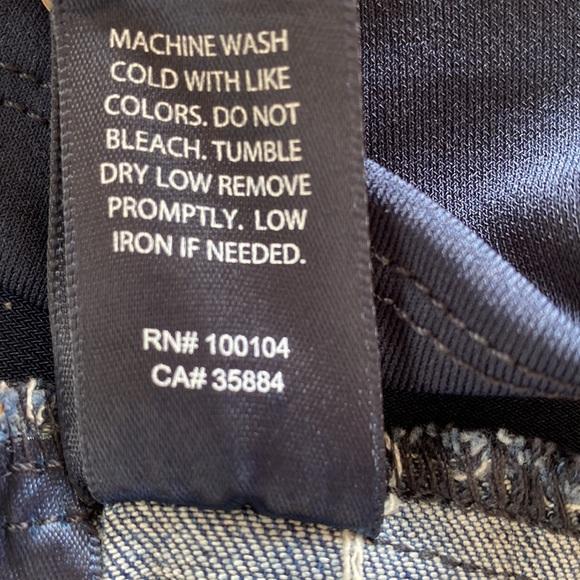 MACHINE WASH
COLD WITH LIKE
COLORS. DO NOT
BLEACH. TUMBLE
DRY LOW REMOVE
PROMPTLY. LOW
IRON IF NEEDED.
RN# 100104
CA# 35884